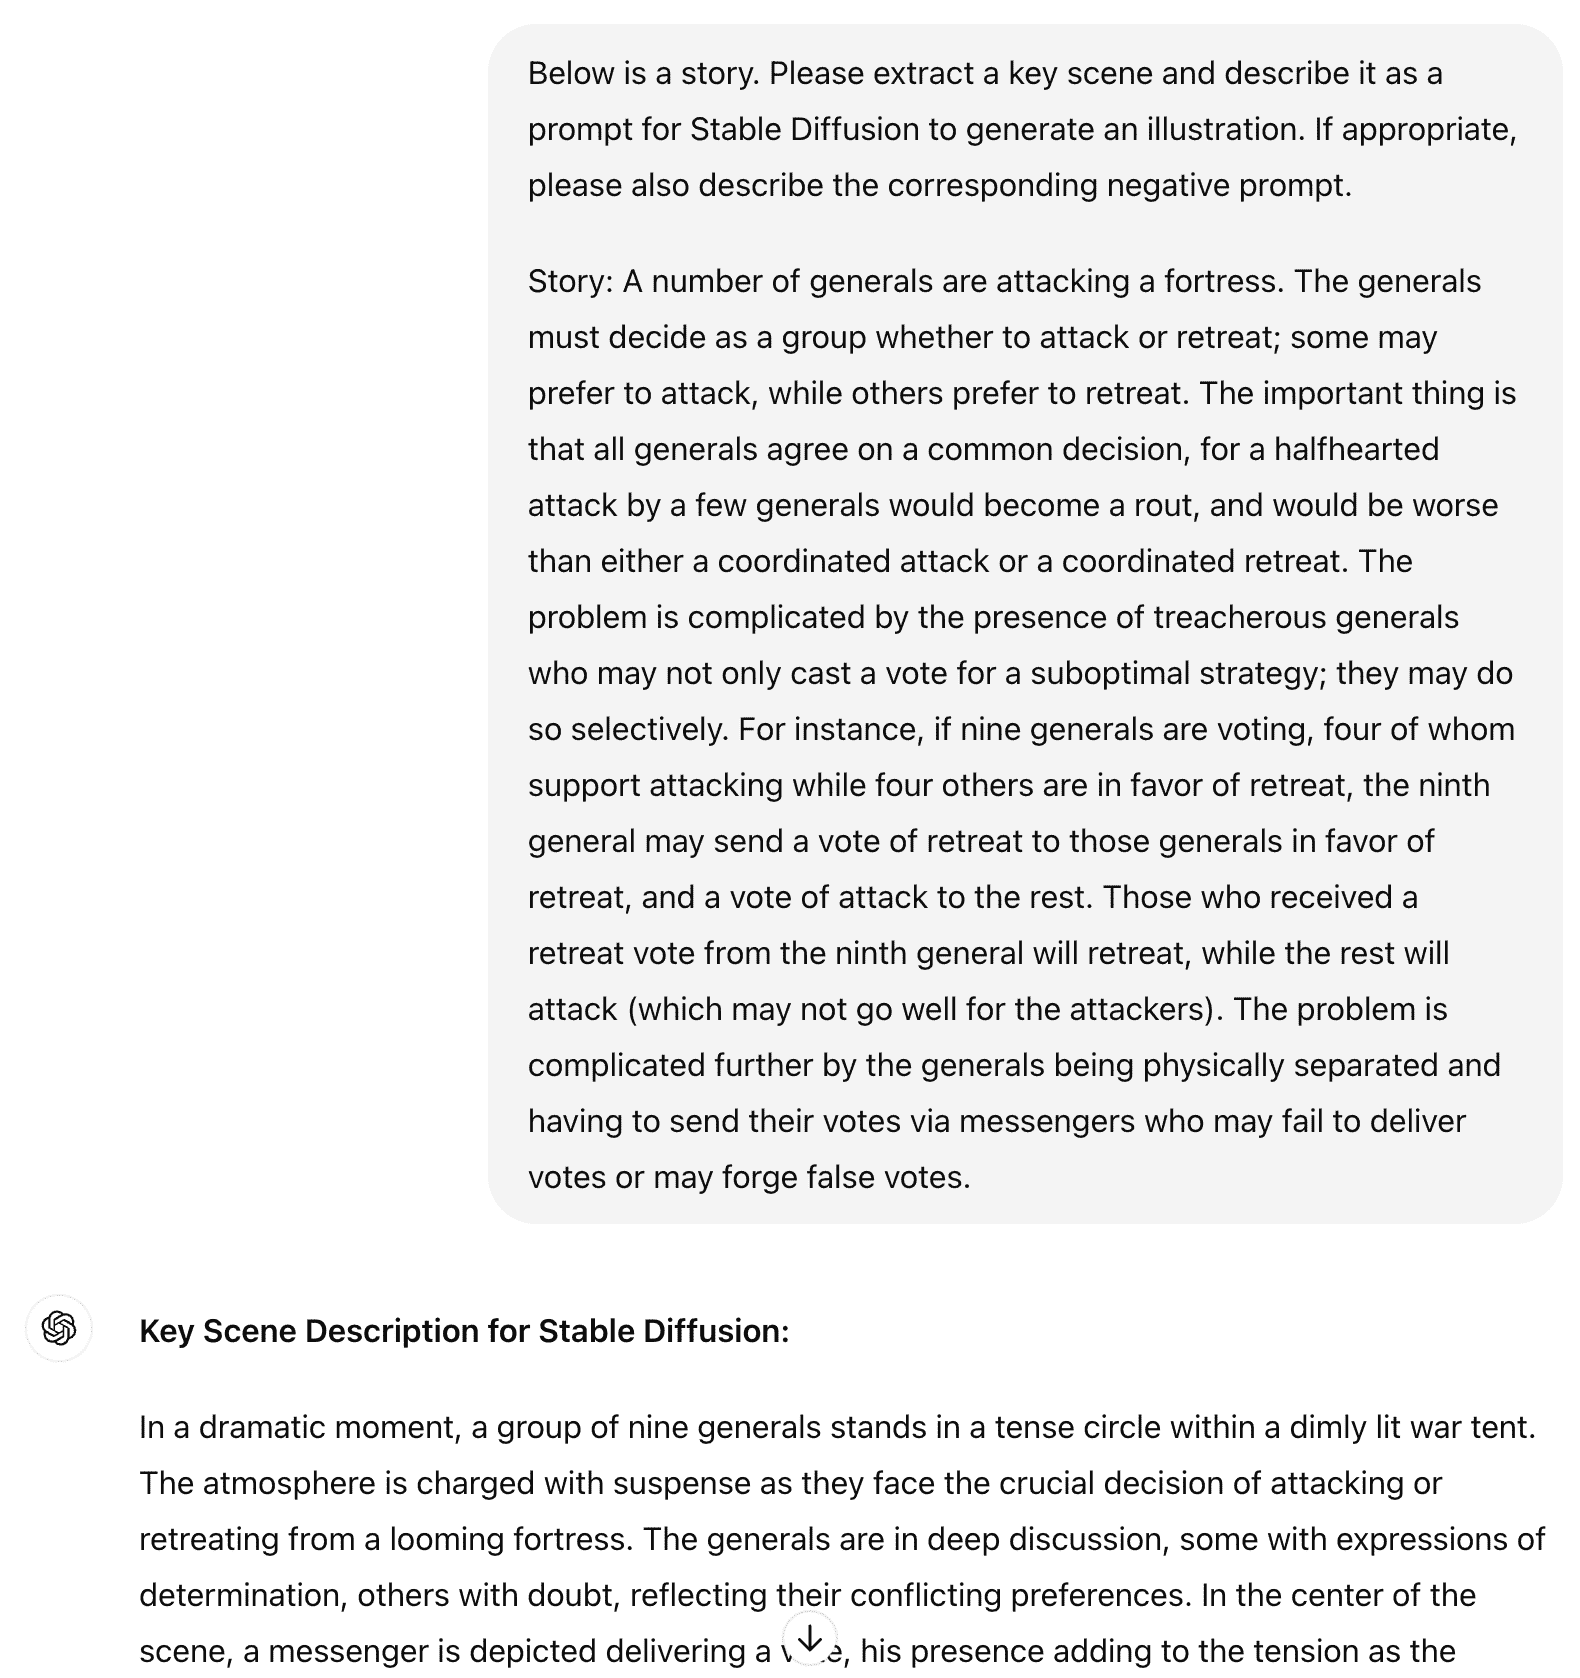 Below is a story. Please extract a key scene and describe it as a
prompt for Stable Diffusion to generate an illustration. If appropriate,
please also describe the corresponding negative prompt.
Story: A number of generals are attacking a fortress. The generals
must decide as a group whether to attack or retreat; some may
prefer to attack, while others prefer to retreat. The important thing is
that all generals agree on a common decision, for a halfhearted
attack by a few generals would become a rout, and would be worse
than either a coordinated attack or a coordinated retreat. The
problem is complicated by the presence of treacherous generals
who may not only cast a vote for a suboptimal strategy; they may do
so selectively. For instance, if nine generals are voting, four of whom
support attacking while four others are in favor of retreat, the ninth
general may send a vote of retreat to those generals in favor of
retreat, and a vote of attack to the rest. Those who received a
retreat vote from the ninth general will retreat, while the rest will
attack (which may not go well for the attackers). The problem is
complicated further by the generals being physically separated and
having to send their votes via messengers who may fail to deliver
votes or may forge false votes.
Key Scene Description for Stable Diffusion:
In a dramatic moment, a group of nine generals stands in a tense circle within a dimly lit war tent.
The atmosphere is charged with suspense as they face the crucial decision of attacking or
retreating from a looming fortress. The generals are in deep discussion, some with expressions of
determination, others with doubt, reflecting their conflicting preferences. In the center of the
scene, a messenger is depicted delivering a his presence adding to the tension as the